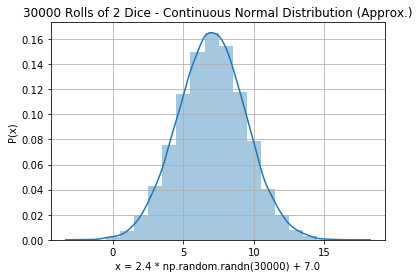 30000 Rolls of 2 Dice - Continuous Normal Distribution (Approx.)
0.16
0.14
0.12
0.10
0.08
0.06
0.04
0.02
0.00
P(x)
0 5 10 15
x = 2.4 * np.random.randn(30000) + 7.0